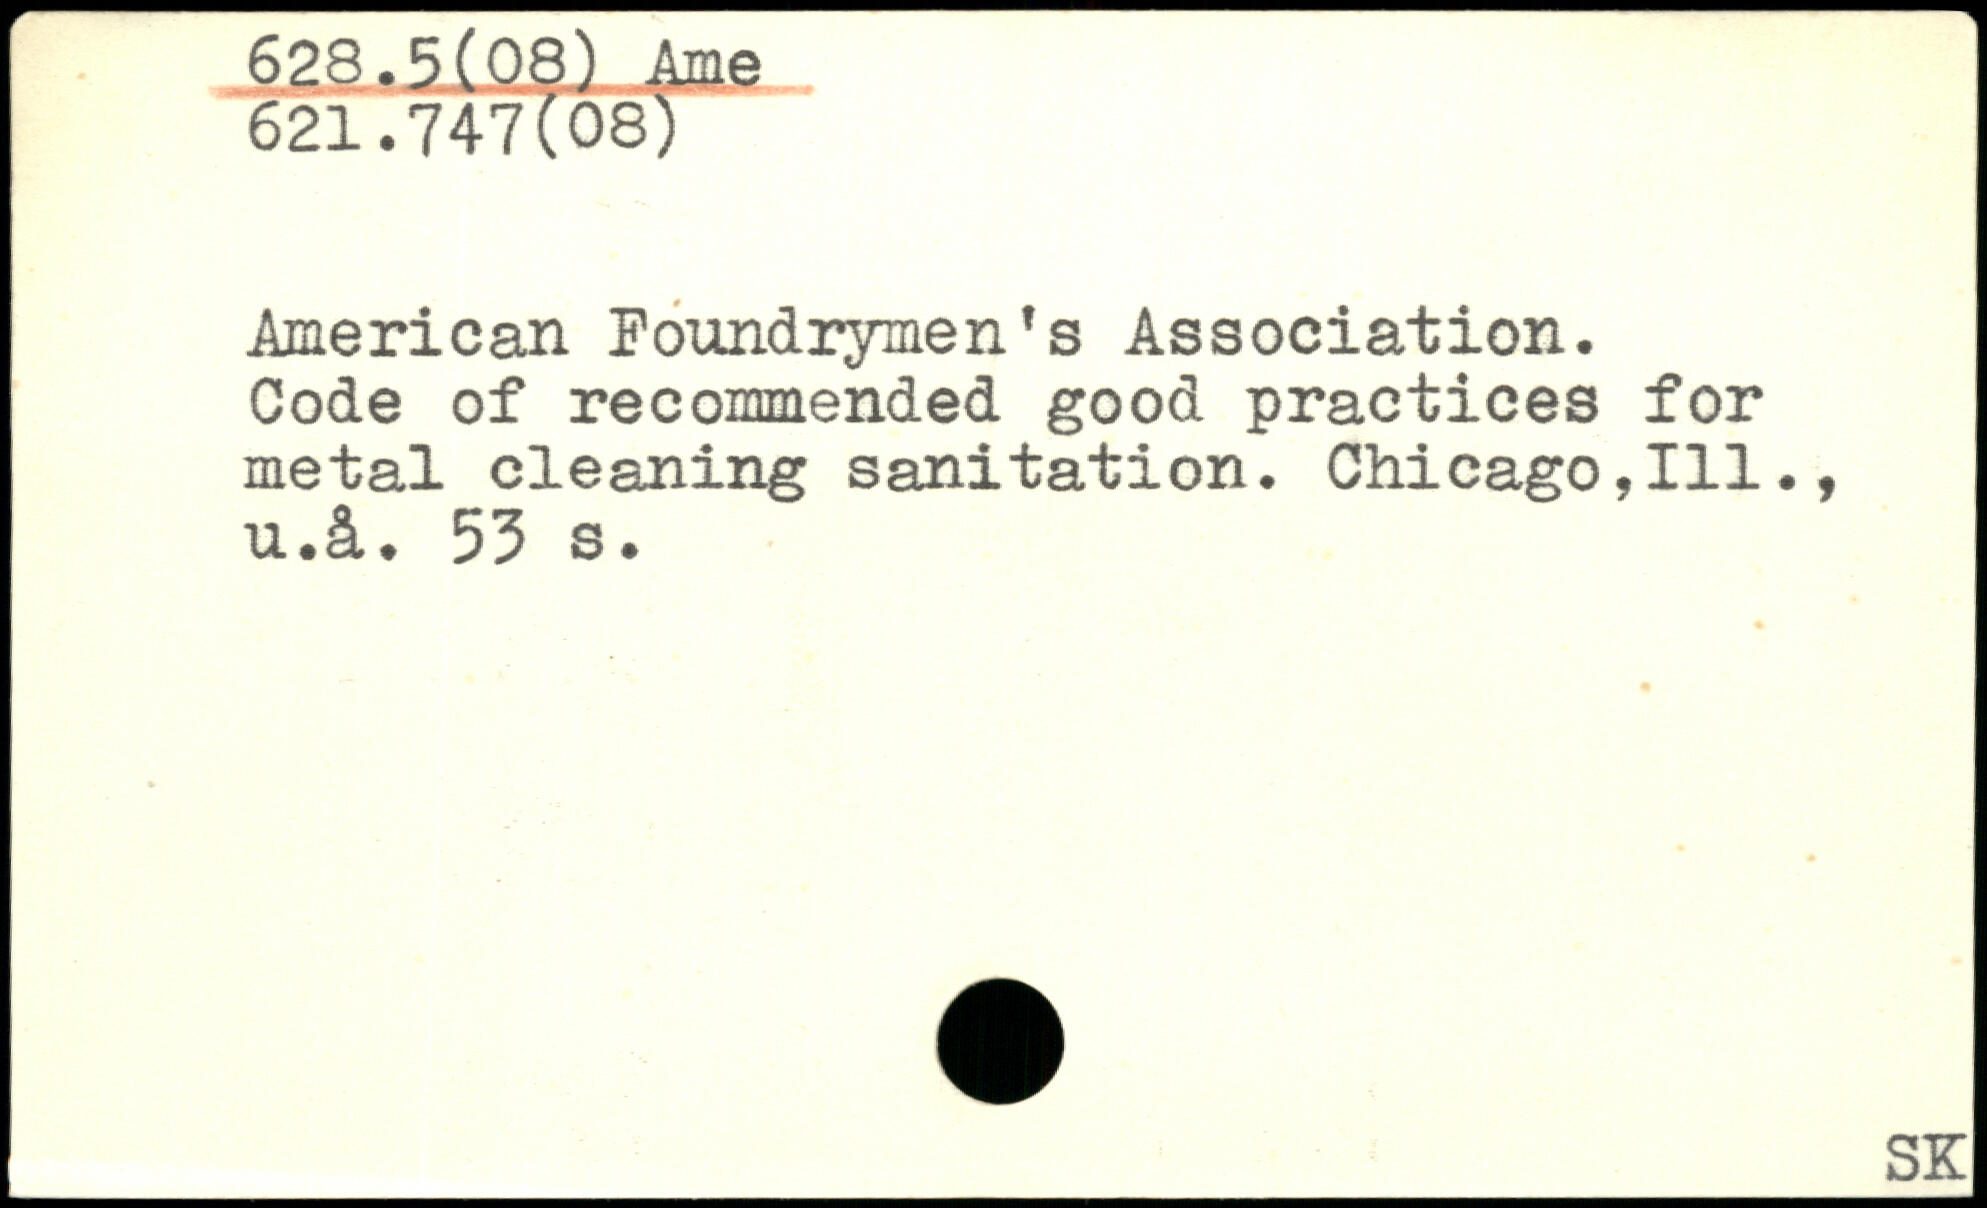 628.5(08) Ame
621.747(08)
American Foundrymen's Association.
Code of recommended good practices for
metal cleaning sanitation. Chicago,Ill.,
u.å. 53 s.
SK